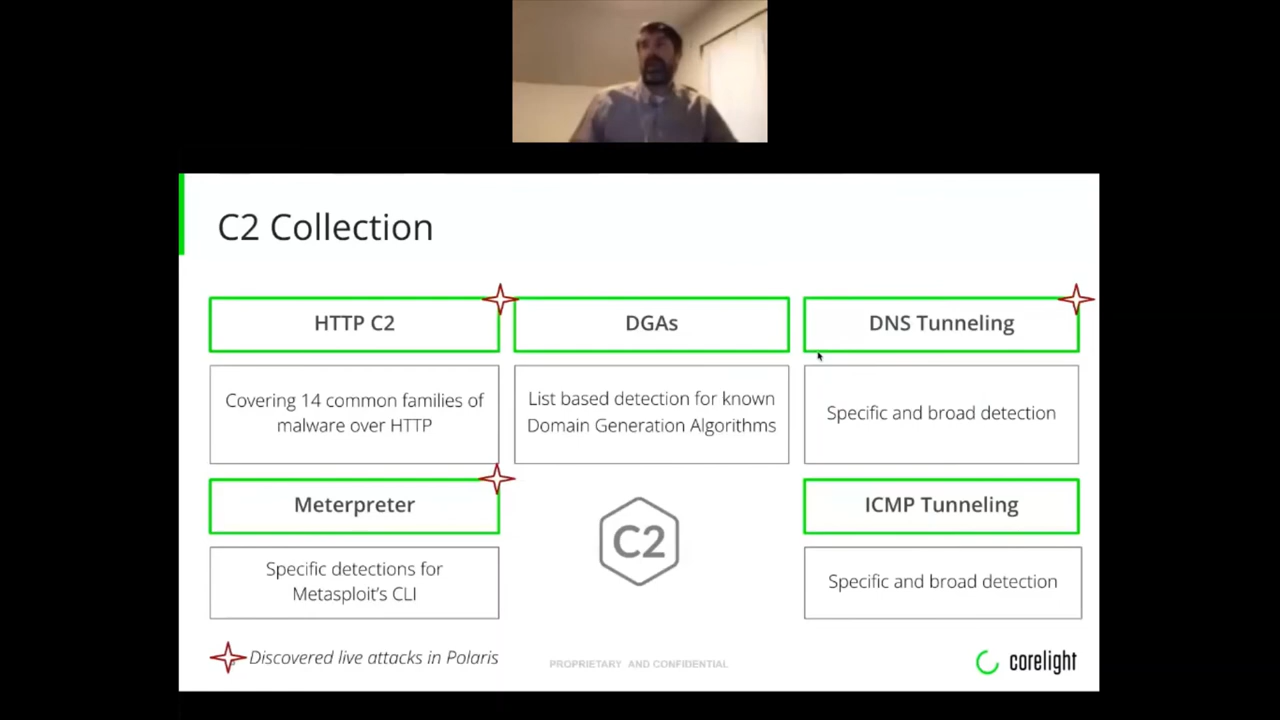 C2 Collection
HTTP C2
DGAs
DNS Tunneling
Covering 14 common families of
malware over HTTP
List based detection for known
Domain Generation Algorithms
Specific and broad detection
Meterpreter
C2
ICMP Tunneling
Specific detections for
Metasploit's CLI
Specific and broad detection
Discovered live attacks in Polaris
PROPRIETARY AND CONFIDENTIAL
corelight